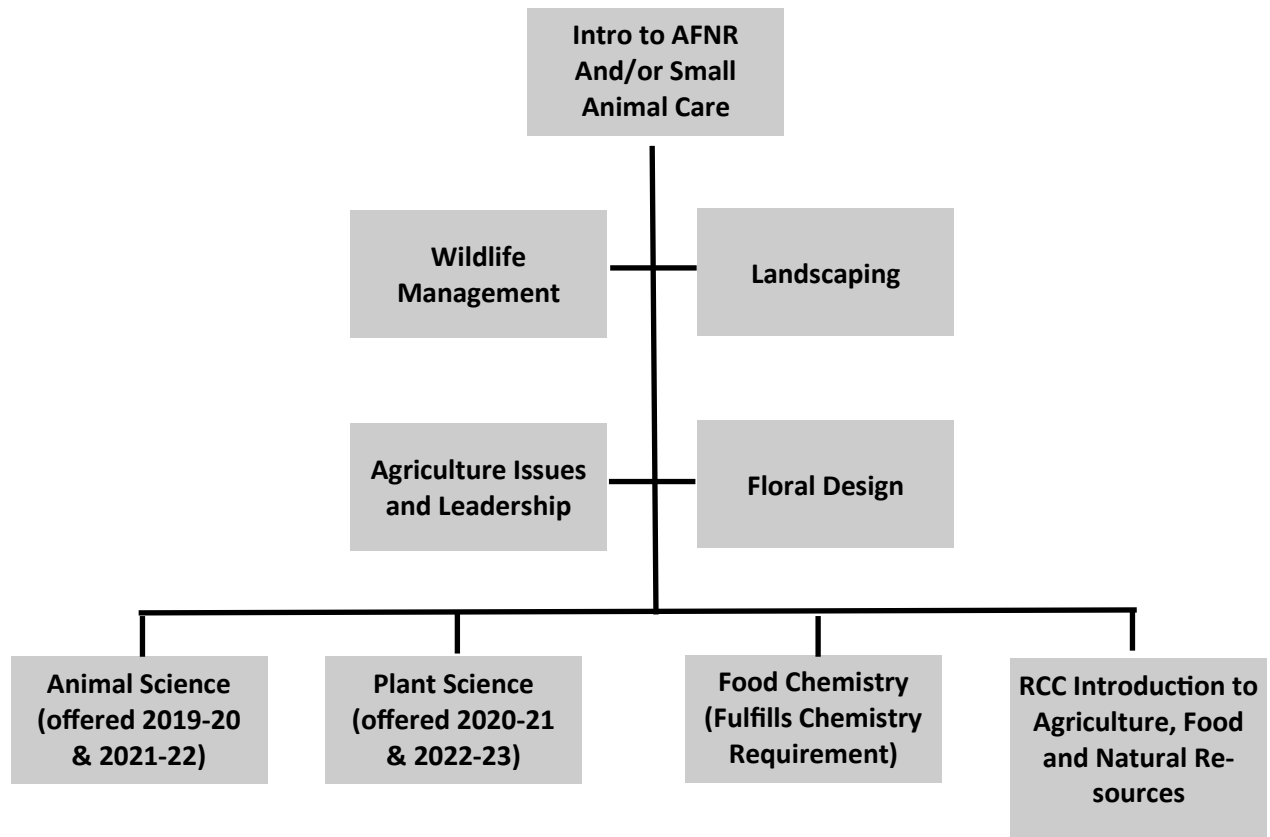 Intro to AFNR
And/or Small
Animal Care
Wildlife
Management
Landscaping
Agriculture Issues
and Leadership
Floral Design
Animal Science
(offered 2019-20
& 2021-22)
Plant Science
(offered 2020-21
& 2022-23)
Food Chemistry
(Fulfills Chemistry
Requirement)
RCC Introduction to
Agriculture, Food
and Natural Re-
sources